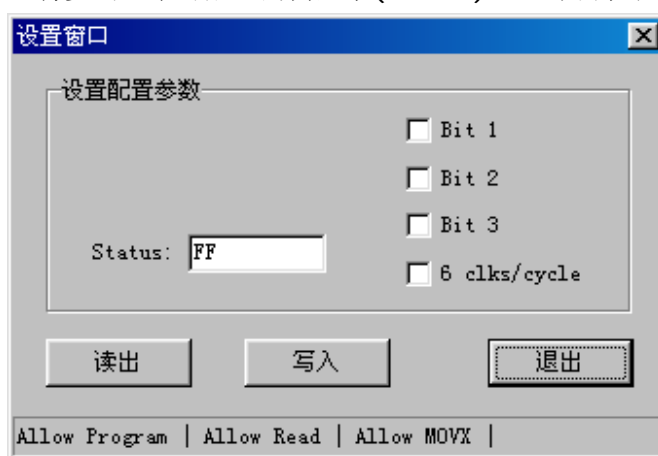 设置窗口
设置配置参数
Bit 1
Bit 2
Bit 3
Status: FF
6 clks/cycle
读出 写入 退出
Allow Program | Allow Read | Allow MOVX |